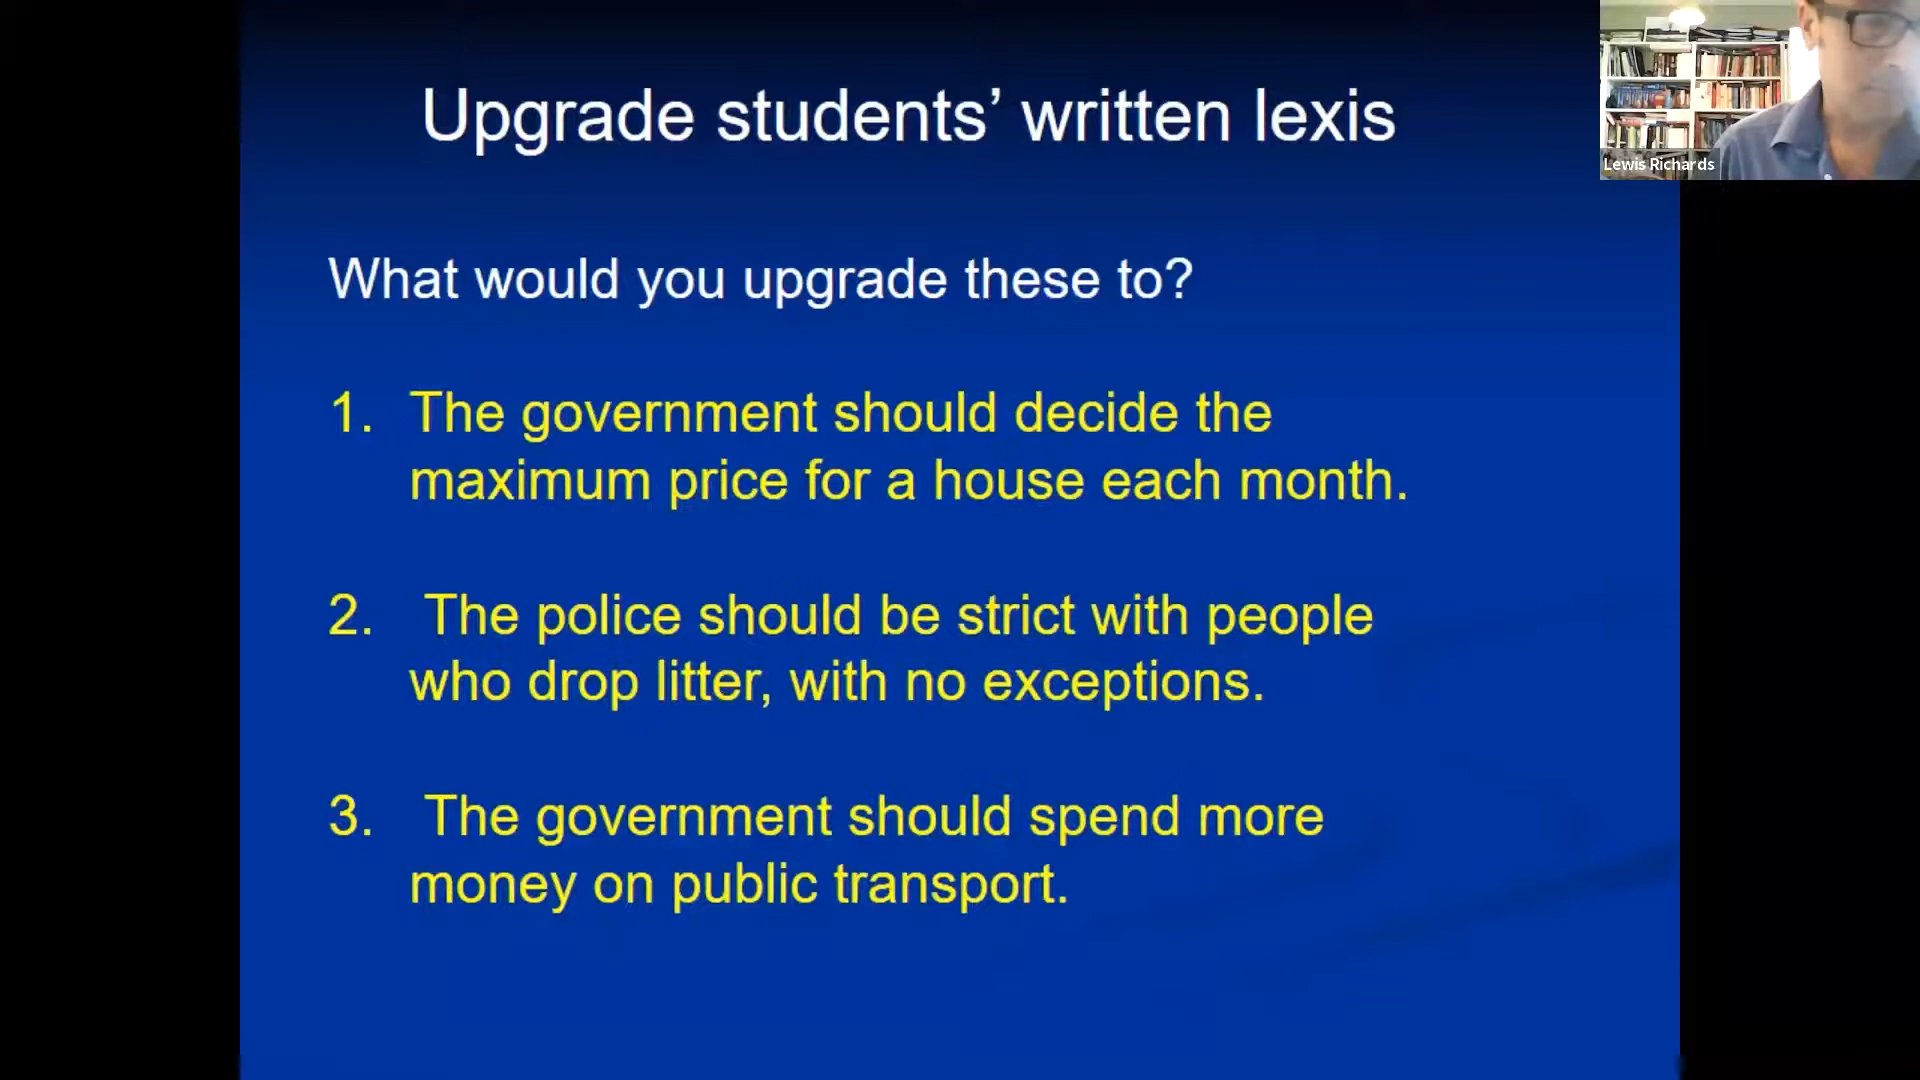 Upgrade students’ written lexis
Lewis Richards
What would you upgrade these to?
1. The government should decide the
maximum price for a house each month.
2. The police should be strict with people
who drop litter, with no exceptions.
3. The government should spend more
money on public transport.